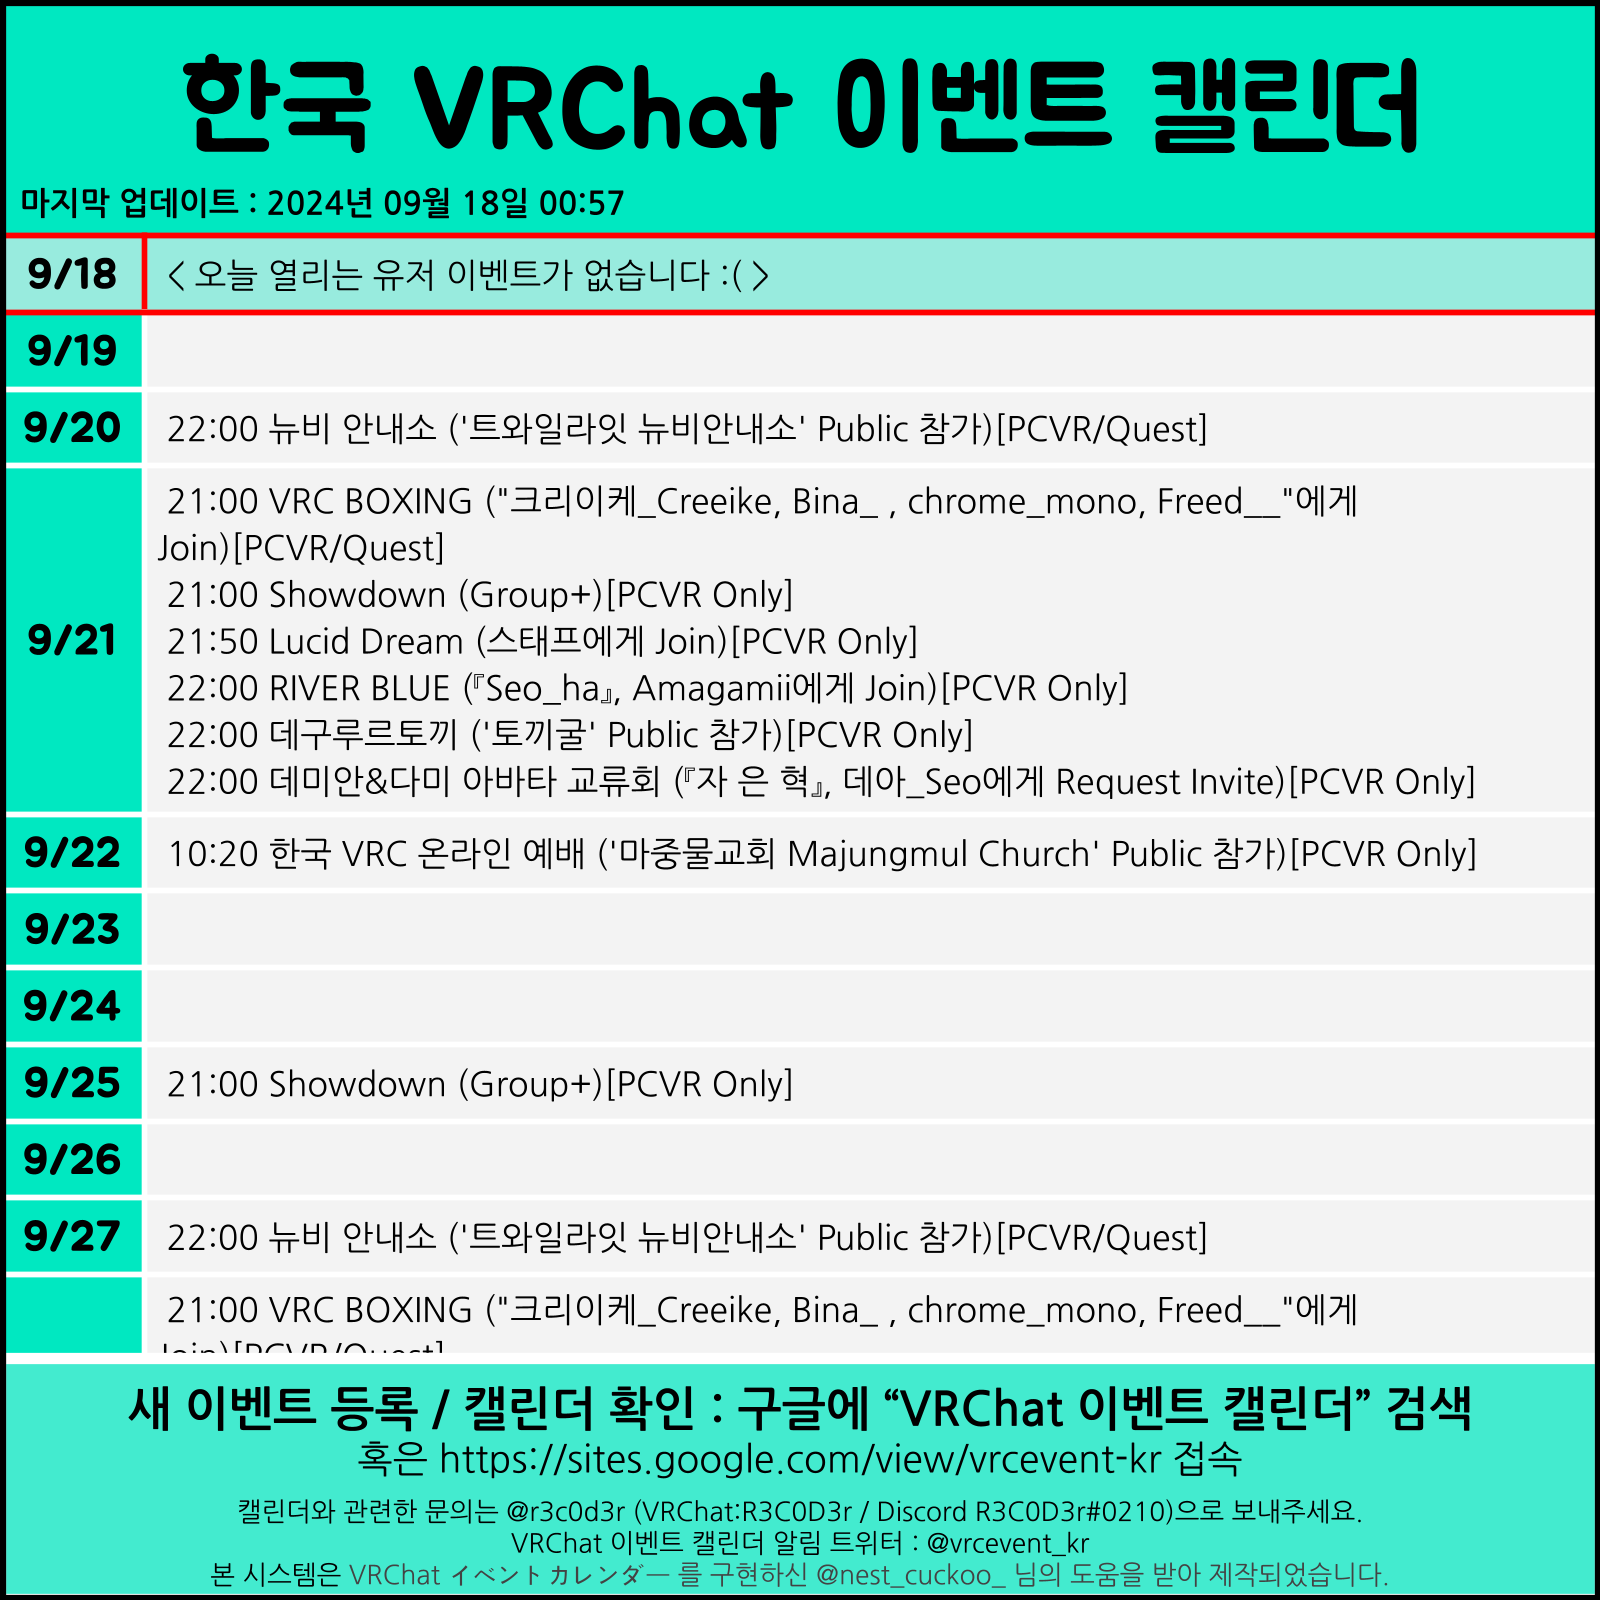 한국 VRChat 이벤트 캘린더
마지막 업데이트 : 2024년 09월 18일 00:57
9/18
< 오늘 열리는 유저 이벤트가 없습니다 :( >
9/19
9/20
22:00 뉴비 안내소 ('트와일라잇 뉴비안내소' Public 참가)[PCVR/Quest]
9/21
21:00 VRC BOXING ("크리이케_Creeike, Bina_ , chrome_mono, Freed__"에게
Join)[PCVR/Quest]
21:00 Showdown (Group+)[PCVR Only]
21:50 Lucid Dream (스태프에게 Join)[PCVR Only]
22:00 RIVER BLUE (『Seo_ha』, Amagamii에게 Join)[PCVR Only]
22:00 데구루르토끼 ('토끼굴' Public 참가)[PCVR Only]
22:00 데미안&다미 아바타 교류회 (『자 은 혁』, 데아_Seo에게 Request Invite)[PCVR Only]
9/22
10:20 한국 VRC 온라인 예배 ('마중물교회 Majungmul Church' Public 참가)[PCVR Only]
9/23
9/24
9/25
21:00 Showdown (Group+)[PCVR Only]
9/26
9/27
22:00 뉴비 안내소 ('트와일라잇 뉴비안내소' Public 참가)[PCVR/Quest]
21:00 VRC BOXING ("크리이케_Creeike, Bina_ , chrome_mono, Freed__"에게
Join)[PCVR/Quest]
새 이벤트 등록 / 캘린더 확인 : 구글에 “VRChat 이벤트 캘린더” 검색
혹은 https://sites.google.com/view/vrcevent-kr 접속
캘린더와 관련한 문의는 @r3c0d3r (VRChat:R3C0D3r / Discord R3C0D3r#0210)으로 보내주세요.
VRChat 이벤트 캘린더 알림 트위터 : @vrcevent_kr
본 시스템은 VRChat イベントカレンダー 를 구현하신 @nest_cuckoo_ 님의 도움을 받아 제작되었습니다.